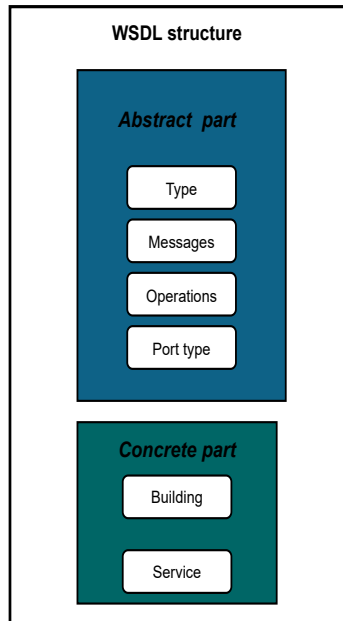 WSDL structure
Abstract part
Type
Messages
Operations
Port type
Concrete part
Building
Service